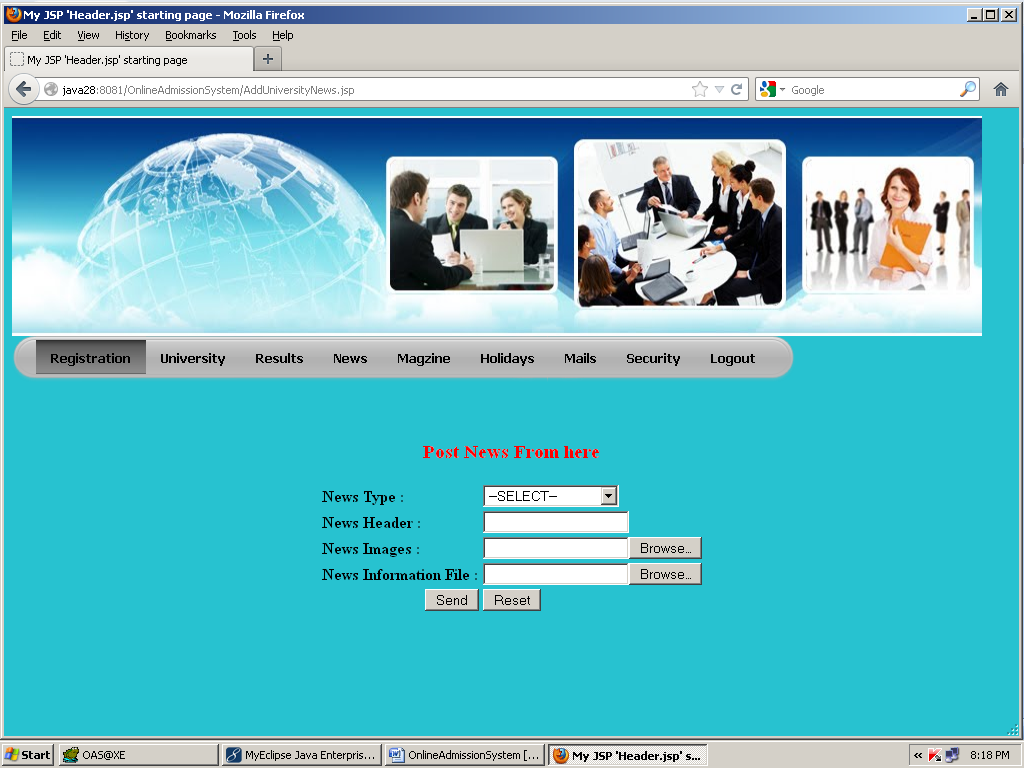 My JSP 'Header.jsp' starting page - Mozilla Firefox
File Edit View History Bookmarks Tools Help
My JSP 'Header.jsp' starting page +
java28:8081/OnlineAdmissionSystem/AddUniversityNews.jsp Google
Registration University Results News Magzine Holidays Mails Security Logout
Post News From here
News Type : --SELECT--
News Header :
News Images : Browse...
News Information File : Browse...
Send Reset
Start OAS@XE MyEclipse Java Enterpris... OnlineAdmissionSystem [... My JSP 'Header.jsp' s... « 8:18 PM